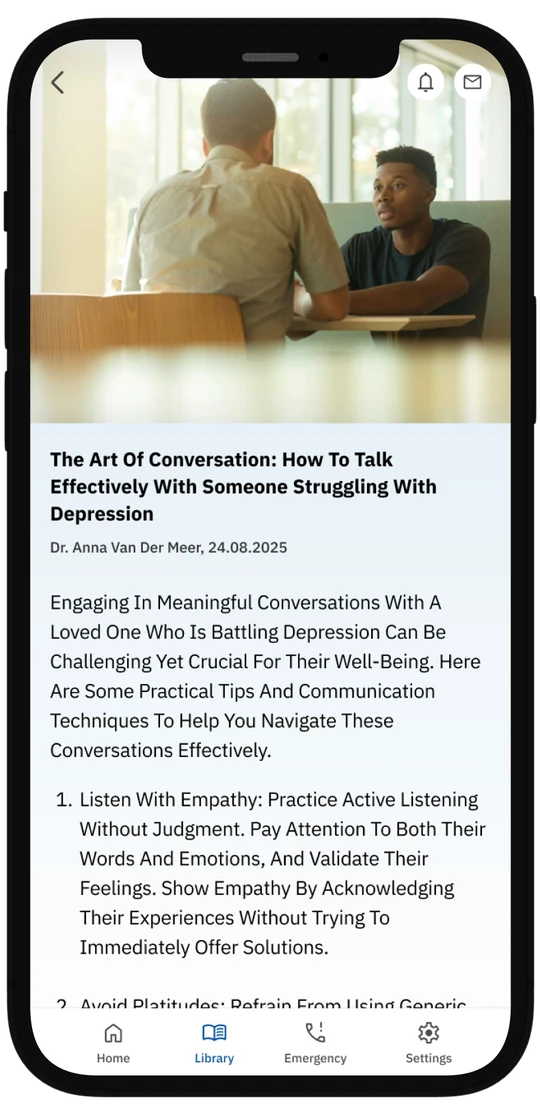 The Art Of Conversation: How To Talk
Effectively With Someone Struggling With
Depression
Dr. Anna Van Der Meer, 24.08.2025
Engaging In Meaningful Conversations With A
Loved One Who Is Battling Depression Can Be
Challenging Yet Crucial For Their Well-Being. Here
Are Some Practical Tips And Communication
Techniques To Help You Navigate These
Conversations Effectively.
1. Listen With Empathy: Practice Active Listening
Without Judgment. Pay Attention To Both Their
Words And Emotions, And Validate Their
Feelings. Show Empathy By Acknowledging
Their Experiences Without Trying To
Immediately Offer Solutions.
2. Avoid Platitudes: Refrain From Using Generic
Home Library Emergency Settings